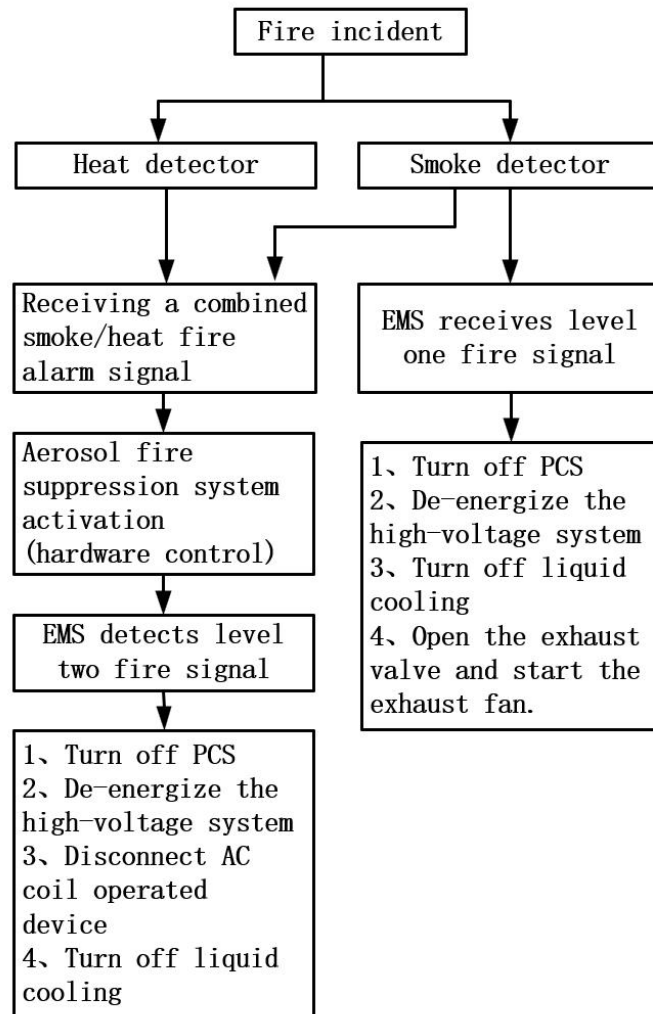 Fire incident
Heat detector
Smoke detector
Receiving a combined
smoke/heat fire
alarm signal
EMS receives level
one fire signal
Aerosol fire
suppression system
activation
(hardware control)
1、Turn off PCS
2、De-energize the
high-voltage system
3、Turn off liquid
cooling
4、Open the exhaust
valve and start the
exhaust fan.
EMS detects level
two fire signal
1、Turn off PCS
2、De-energize the
high-voltage system
3、Disconnect AC
coil operated
device
4、Turn off liquid
cooling